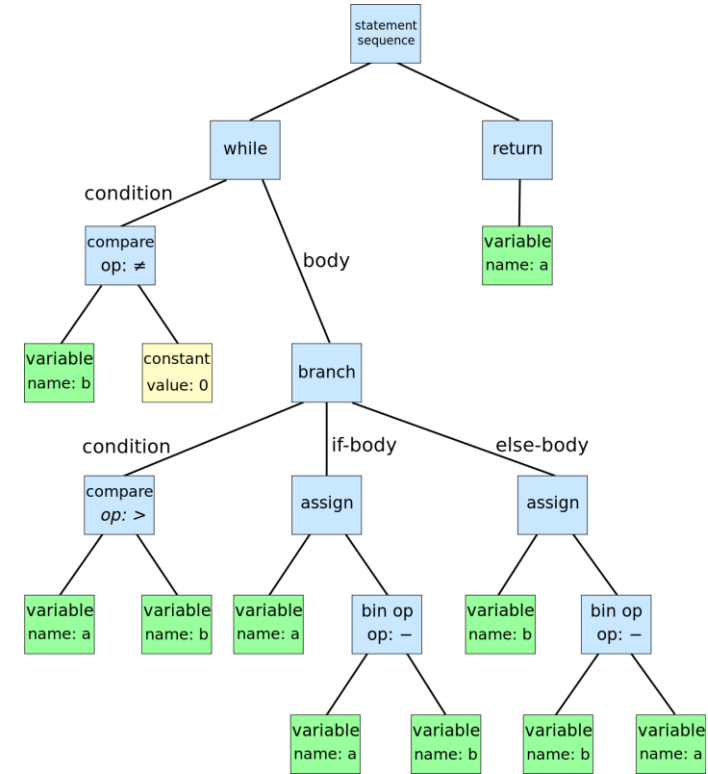 statement
sequence
while
return
condition
compare
op: ≠
body
variable
name: a
variable
name: b
constant
value: 0
branch
condition
if-body
else-body
compare
op: >
assign
assign
variable
name: a
variable
name: b
variable
name: a
bin op
op: −
variable
name: b
bin op
op: −
variable
name: a
variable
name: b
variable
name: b
variable
name: a